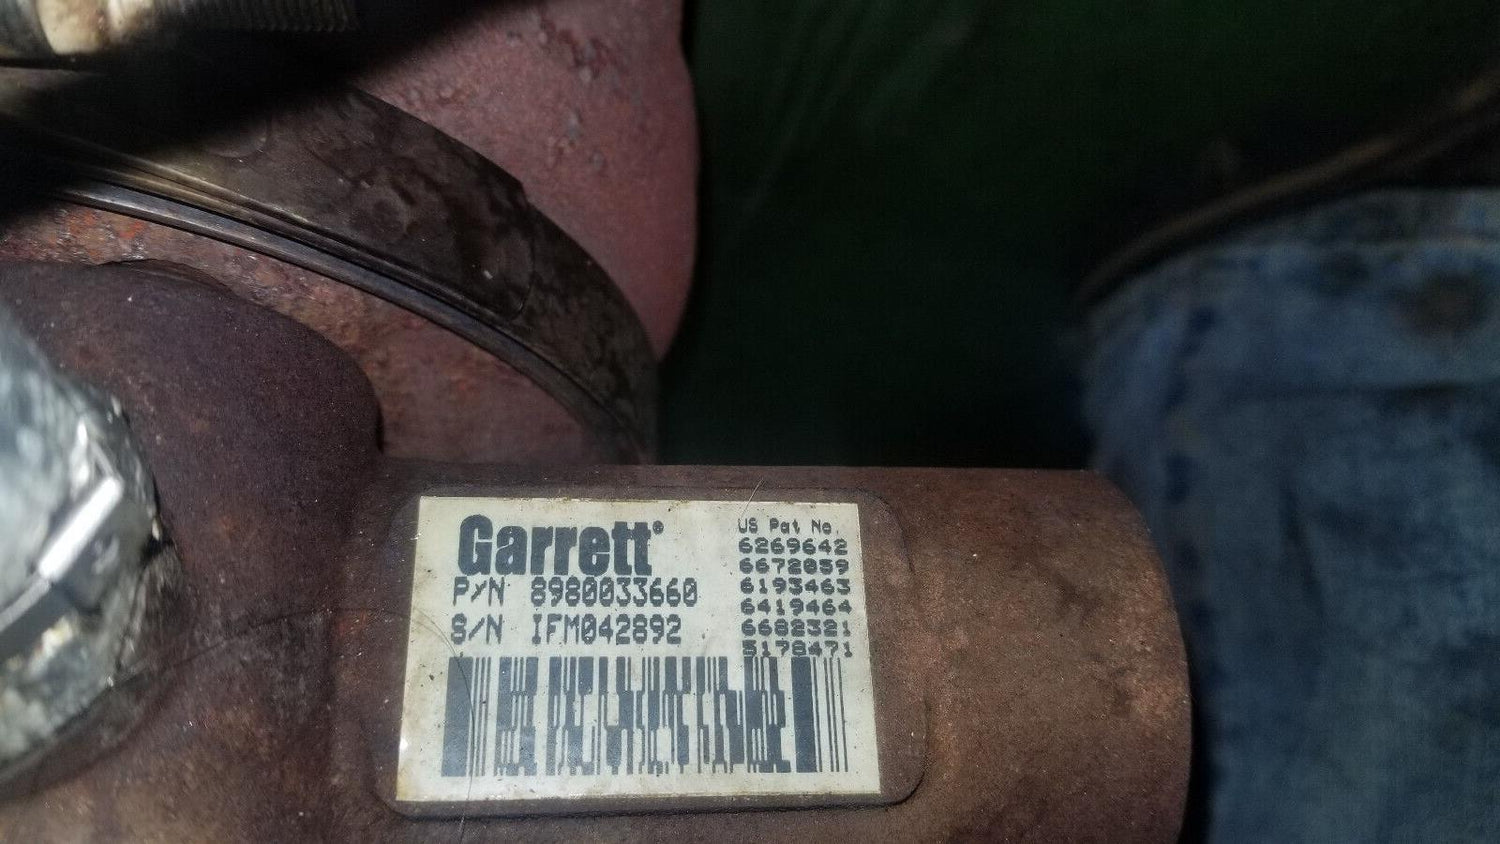 Garrett®
P/N 8980033660
S/N IFM042892
US Pat No.
6269642
6672059
6193463
6419464
6682321
5178471